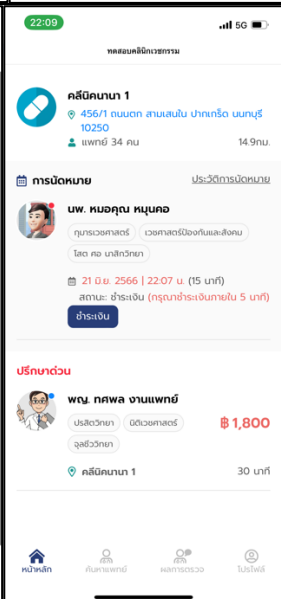 22:09
5G
ทดสอบคลินิกเวชกรรม
คลีนิคนานา 1
456/1 ถนนตก สามเสนใน ปากเกร็ด นนทบุรี
10250
แพทย์ 34 คน
14.9กม.
การนัดหมาย
ประวัติการนัดหมาย
นพ. หมอคุณ หมุนคอ
กุมารเวชศาสตร์
เวชศาสตร์ป้องกันและสังคม
โสต ศอ นาสิกวิทยา
21 มิ.ย. 2566 | 22:07 น. (15 นาที)
สถานะ: ชำระเงิน (กรุณาชำระเงินภายใน 5 นาที)
ชำระเงิน
ปรึกษาด่วน
พญ. ทศพล งานแพทย์
ปรสิตวิทยา
นิติเวชศาสตร์
฿ 1,800
จุลชีววิทยา
คลีนิคนานา 1
30 นาที
หน้าหลัก
ค้นหาแพทย์
ผลการตรวจ
โปรไฟล์